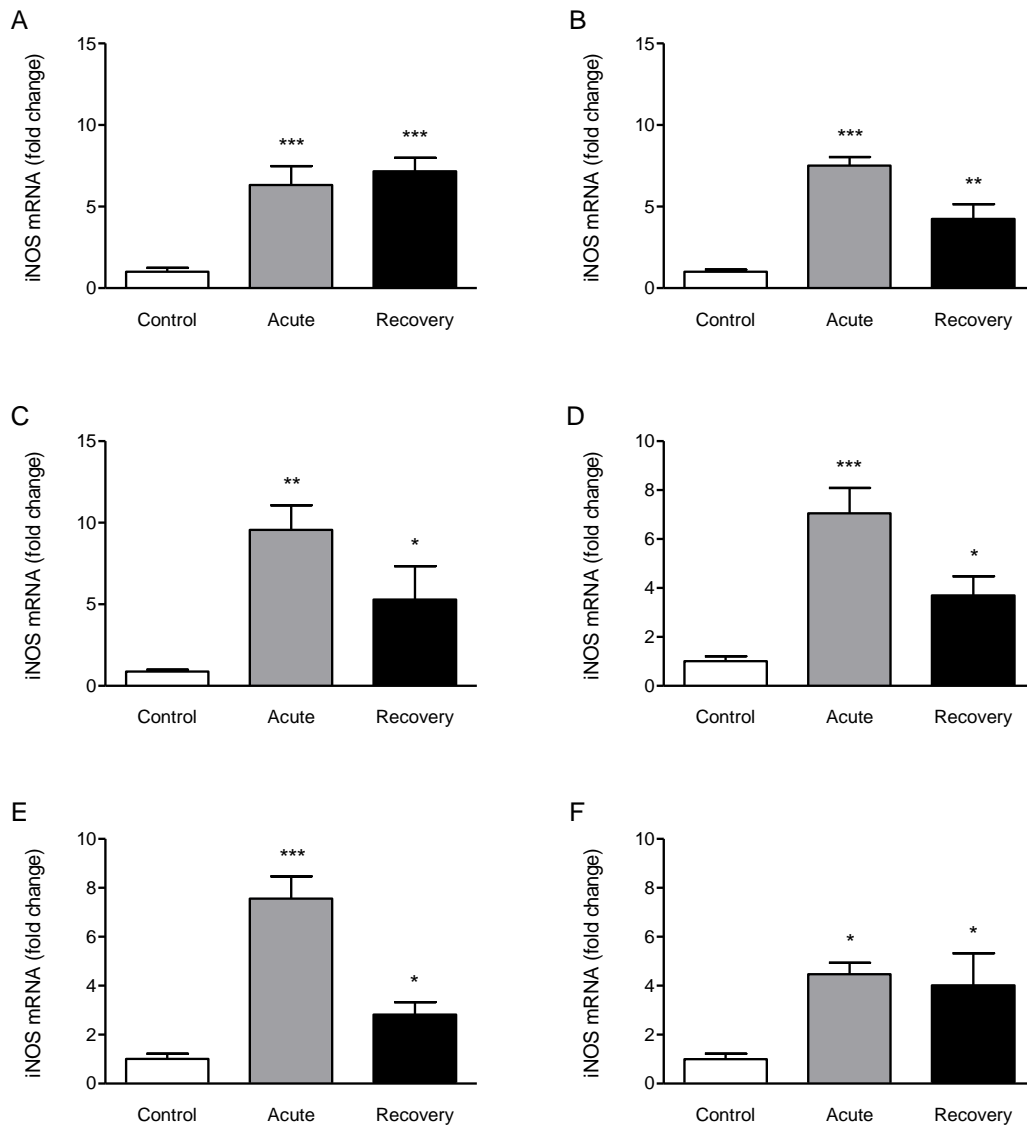 A
iNOS mRNA (fold change)
15
10
5
0
***
***
Control Acute Recovery
B
iNOS mRNA (fold change)
15
10
5
0
***
**
Control Acute Recovery
C
iNOS mRNA (fold change)
15
10
5
0
**
*
Control Acute Recovery
D
iNOS mRNA (fold change)
10
8
6
4
2
0
***
*
Control Acute Recovery
E
iNOS mRNA (fold change)
10
8
6
4
2
0
***
*
Control Acute Recovery
F
iNOS mRNA (fold change)
10
8
6
4
2
0
*
*
Control Acute Recovery